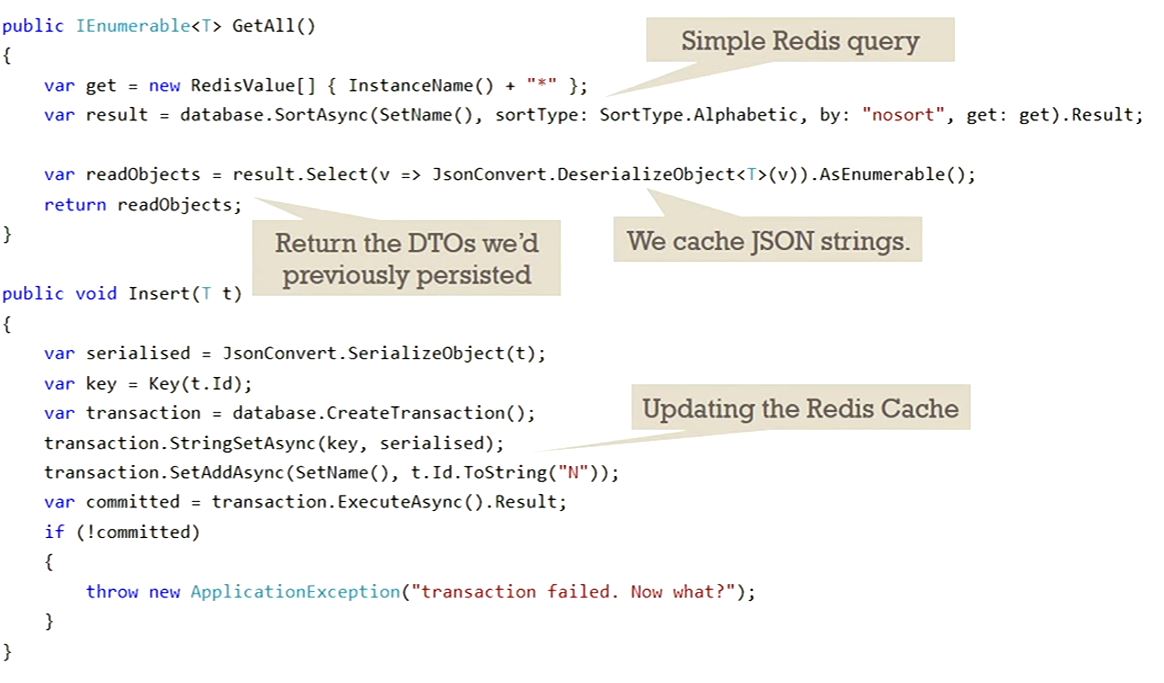 public IEnumerable<T> GetAll()
{
Simple Redis query
    var get = new RedisValue[] { InstanceName() + "*" };
    var result = database.SortAsync(SetName(), sortType: SortType.Alphabetic, by: "nosort", get: get).Result;
    var readObjects = result.Select(v => JsonConvert.DeserializeObject<T>(v)).AsEnumerable();
    return readObjects;
}
Return the DTOs we'd
previously persisted
We cache JSON strings.
public void Insert(T t)
{
    var serialised = JsonConvert.SerializeObject(t);
    var key = Key(t.Id);
    var transaction = database.CreateTransaction();
Updating the Redis Cache
    transaction.StringSetAsync(key, serialised);
    transaction.SetAddAsync(SetName(), t.Id.ToString("N"));
    var committed = transaction.ExecuteAsync().Result;
    if (!committed)
    {
        throw new ApplicationException("transaction failed. Now what?");
    }
}